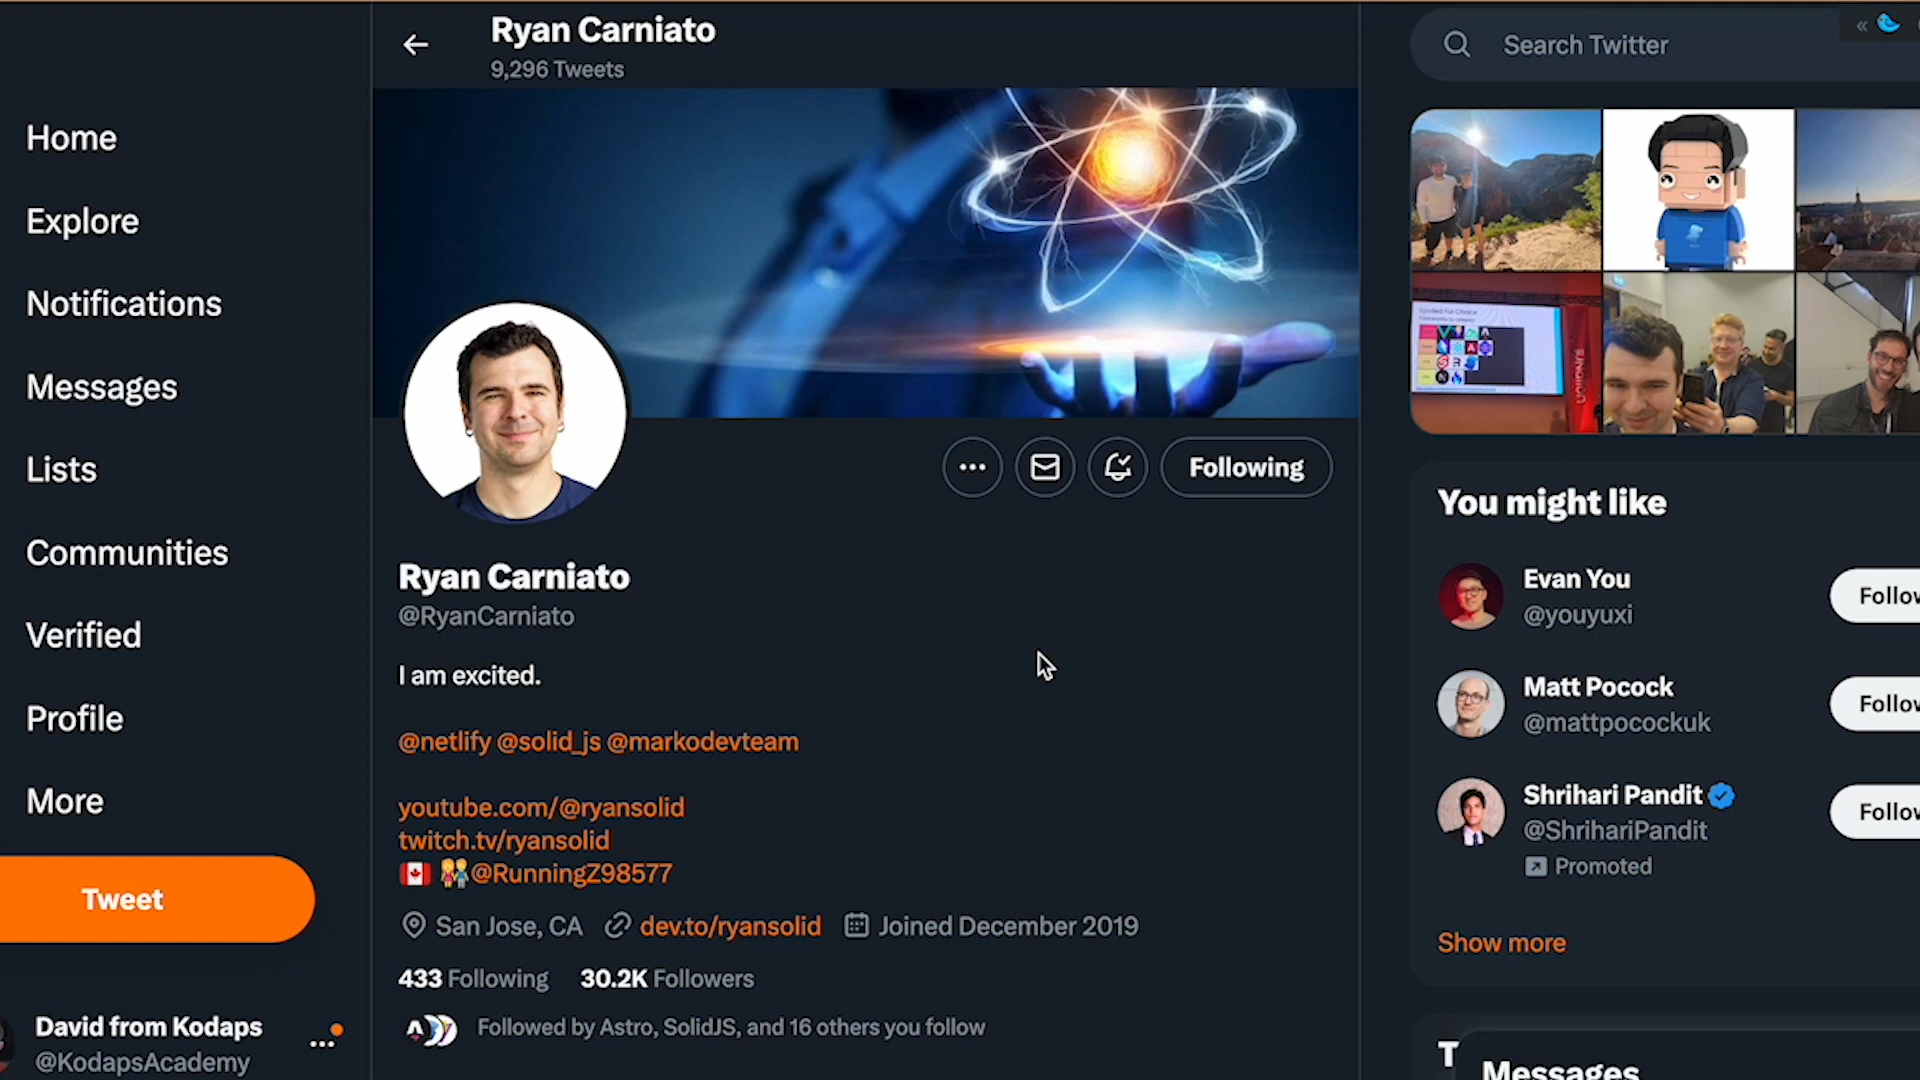 Ryan Carniato
9,296 Tweets
Search Twitter
Home
Explore
Notifications
Messages
Lists
Communities
Verified
Profile
More
Tweet
David from Kodaps
@KodapsAcademy
Following
Ryan Carniato
@RyanCarniato
I am excited.
@netlify @solid_js @markodevteam
youtube.com/@ryansolid
twitch.tv/ryansolid
🇨🇦 👫@RunningZ98577
San Jose, CA dev.to/ryansolid Joined December 2019
433 Following 30.2K Followers
Followed by Astro, SolidJS, and 16 others you follow
You might like
Evan You
@youyuxi
Follow
Matt Pocock
@mattpocockuk
Follow
Shrihari Pandit
@ShrihariPandit
Promoted
Follow
Show more
T
Messages